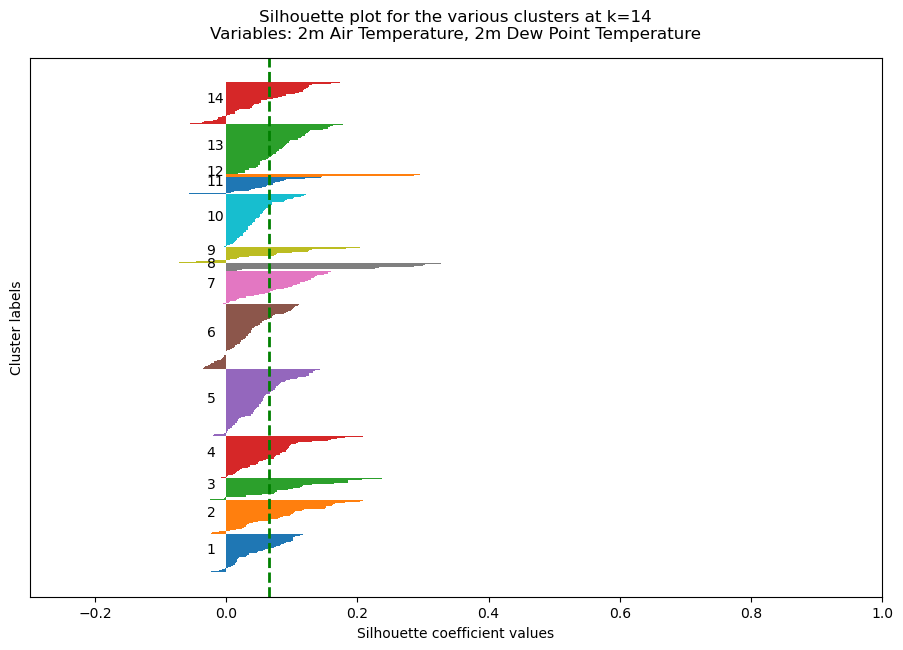 Silhouette plot for the various clusters at k=14
Variables: 2m Air Temperature, 2m Dew Point Temperature
Cluster labels
14
13
12
11
10
9
8
7
6
5
4
3
2
1
−0.2 0.0 0.2 0.4 0.6 0.8 1.0
Silhouette coefficient values